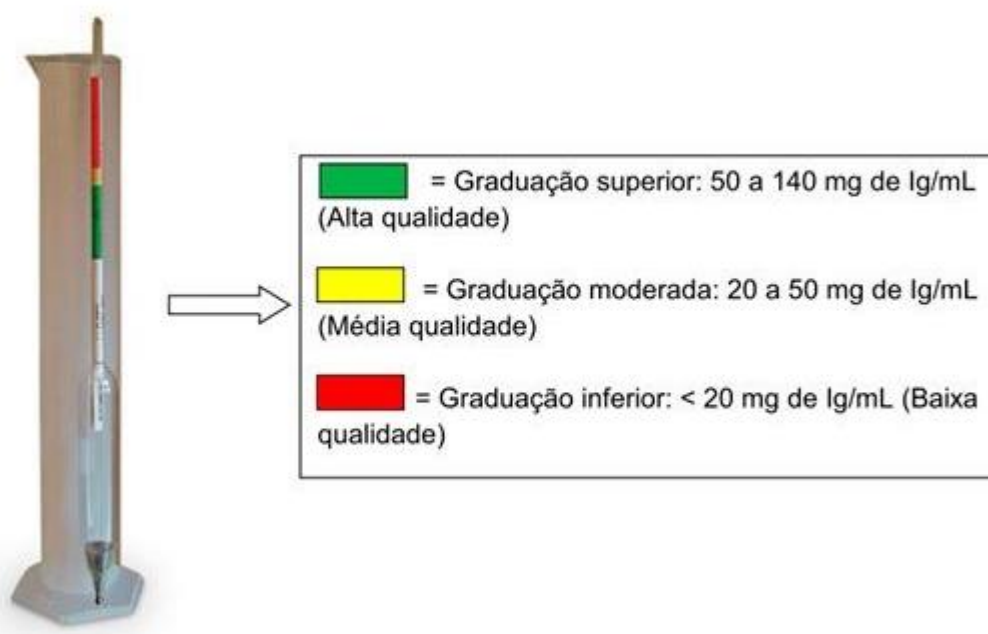 = Graduação superior: 50 a 140 mg de Ig/mL
(Alta qualidade)
= Graduação moderada: 20 a 50 mg de Ig/mL
(Média qualidade)
= Graduação inferior: < 20 mg de Ig/mL (Baixa
qualidade)